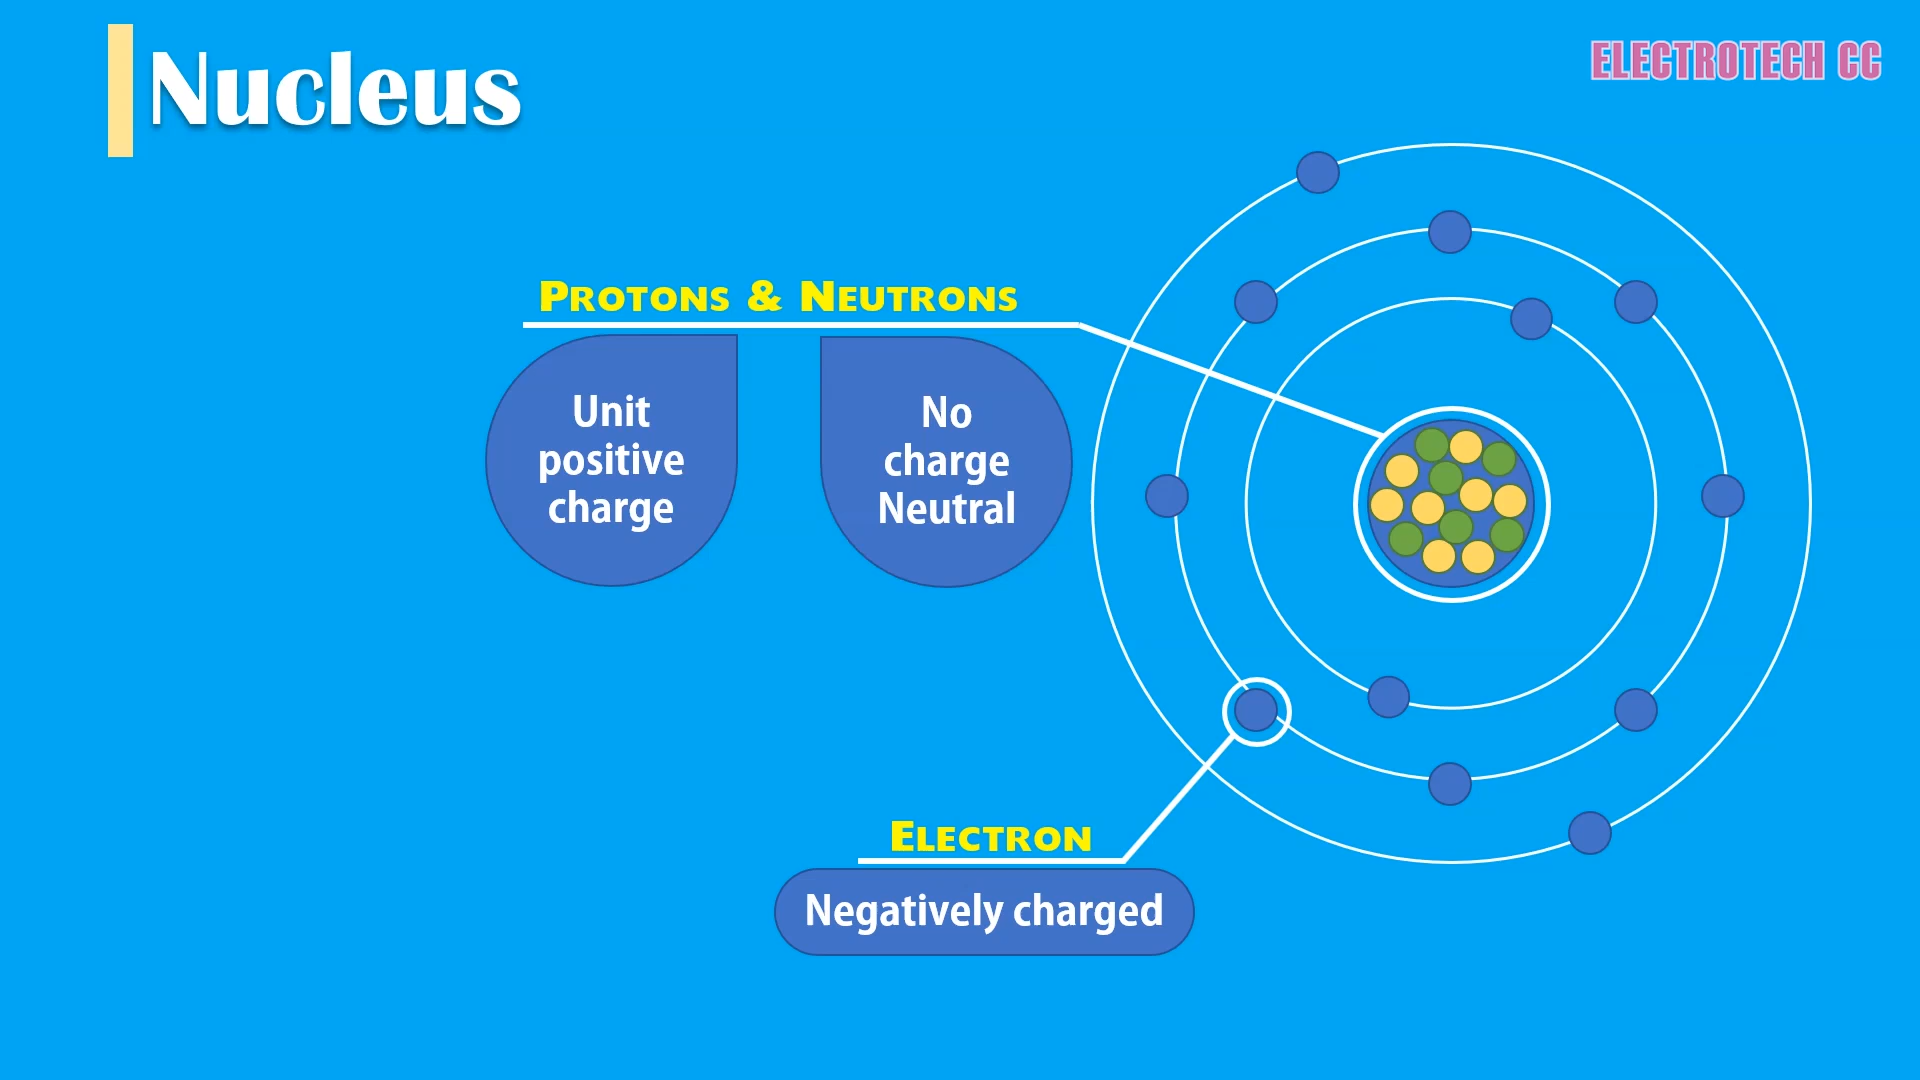 Nucleus
ELECTROTECH CC
PROTONS & NEUTRONS
Unit
positive
charge
No
charge
Neutral
ELECTRON
Negatively charged